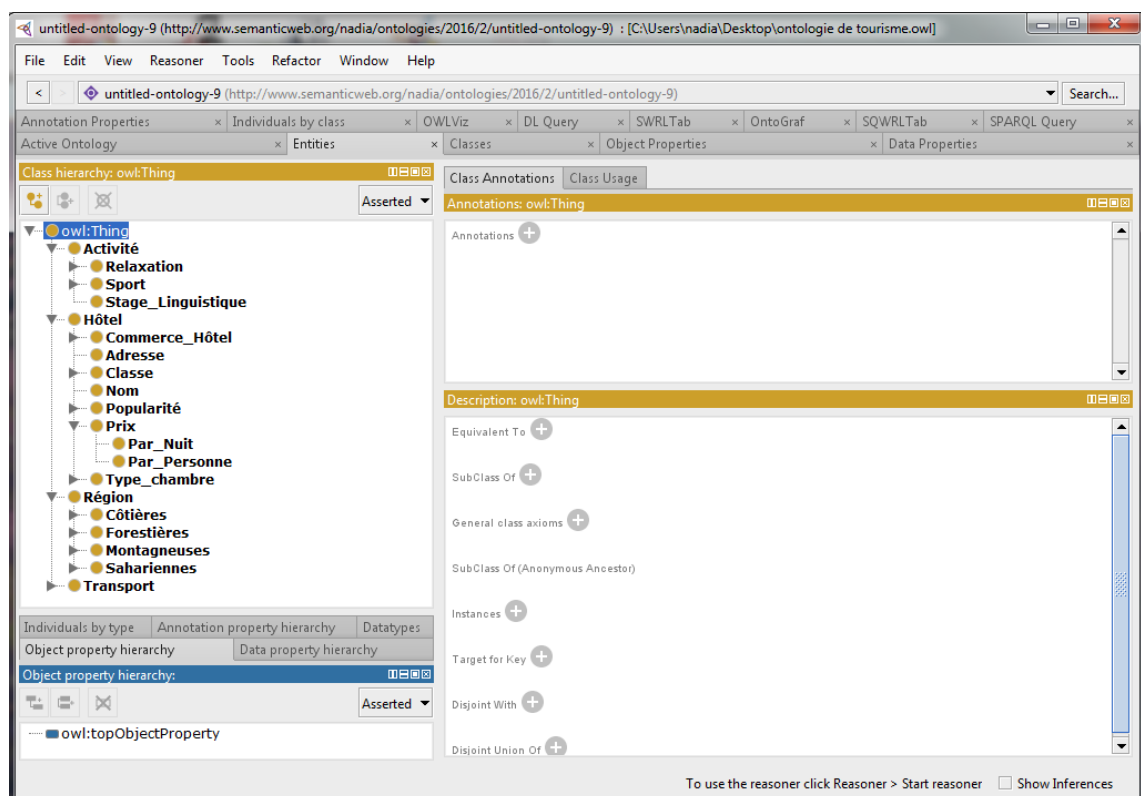 untitled-ontology-9 (http://www.semanticweb.org/nadia/ontologies/2016/2/untitled-ontology-9) : [C:\Users\nadia\Desktop\ontologie de tourisme.owl]
File Edit View Reasoner Tools Refactor Window Help
< > untitled-ontology-9 (http://www.semanticweb.org/nadia/ontologies/2016/2/untitled-ontology-9) Search...
Annotation Properties × Individuals by class × OWLViz × DL Query × SWRLTab × OntoGraf × SQWRLTab × SPARQL Query ×
Active Ontology × Entities × Classes × Object Properties × Data Properties ×
Class hierarchy: owl:Thing
Asserted
owl:Thing
Activité
Relaxation
Sport
Stage_Linguistique
Hôtel
Commerce_Hôtel
Adresse
Classe
Nom
Popularité
Prix
Par_Nuit
Par_Personne
Type_chambre
Région
Côtières
Forestières
Montagneuses
Sahariennes
Transport
Individuals by type Annotation property hierarchy Datatypes
Object property hierarchy Data property hierarchy
Object property hierarchy:
Asserted
owl:topObjectProperty
Class Annotations Class Usage
Annotations: owl:Thing
Annotations
Description: owl:Thing
Equivalent To
SubClass Of
General class axioms
SubClass Of (Anonymous Ancestor)
Instances
Target for Key
Disjoint With
Disjoint Union Of
To use the reasoner click Reasoner > Start reasoner Show Inferences